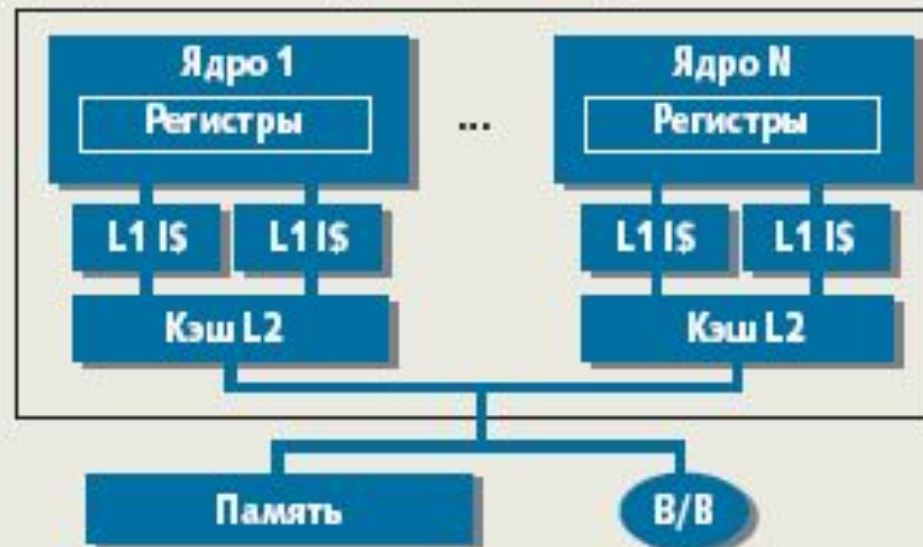 Ядро 1
Ядро N
Регистры
...
Регистры
L1 I$
L1 I$
L1 I$
L1 I$
Кэш L2
Кэш L2
Память
В/В